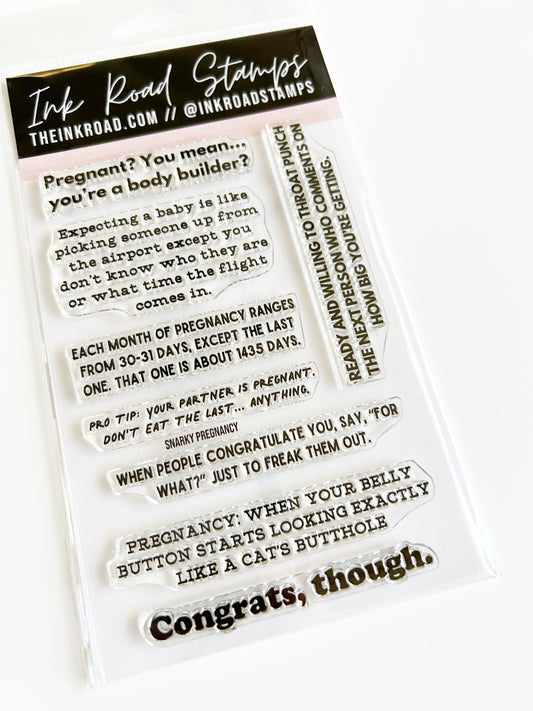 Ink Road Stamps
THEINKROAD.COM // @INKROADSTAMPS
Pregnant? You mean...
you're a body builder?
Expecting a baby is like
picking someone up from
the airport except you
don't know who they are
or what time the flight
comes in.
READY AND WILLING TO THROAT PUNCH
THE NEXT PERSON WHO COMMENTS ON
HOW BIG YOU'RE GETTING.
EACH MONTH OF PREGNANCY RANGES
FROM 30-31 DAYS, EXCEPT THE LAST
ONE. THAT ONE IS ABOUT 1435 DAYS.
PRO TIP: YOUR PARTNER IS PREGNANT.
DON'T EAT THE LAST... ANYTHING.
SNARKY PREGNANCY
WHEN PEOPLE CONGRATULATE YOU, SAY, "FOR
WHAT?" JUST TO FREAK THEM OUT.
PREGNANCY: WHEN YOUR BELLY
BUTTON STARTS LOOKING EXACTLY
LIKE A CAT'S BUTTHOLE
Congrats, though.